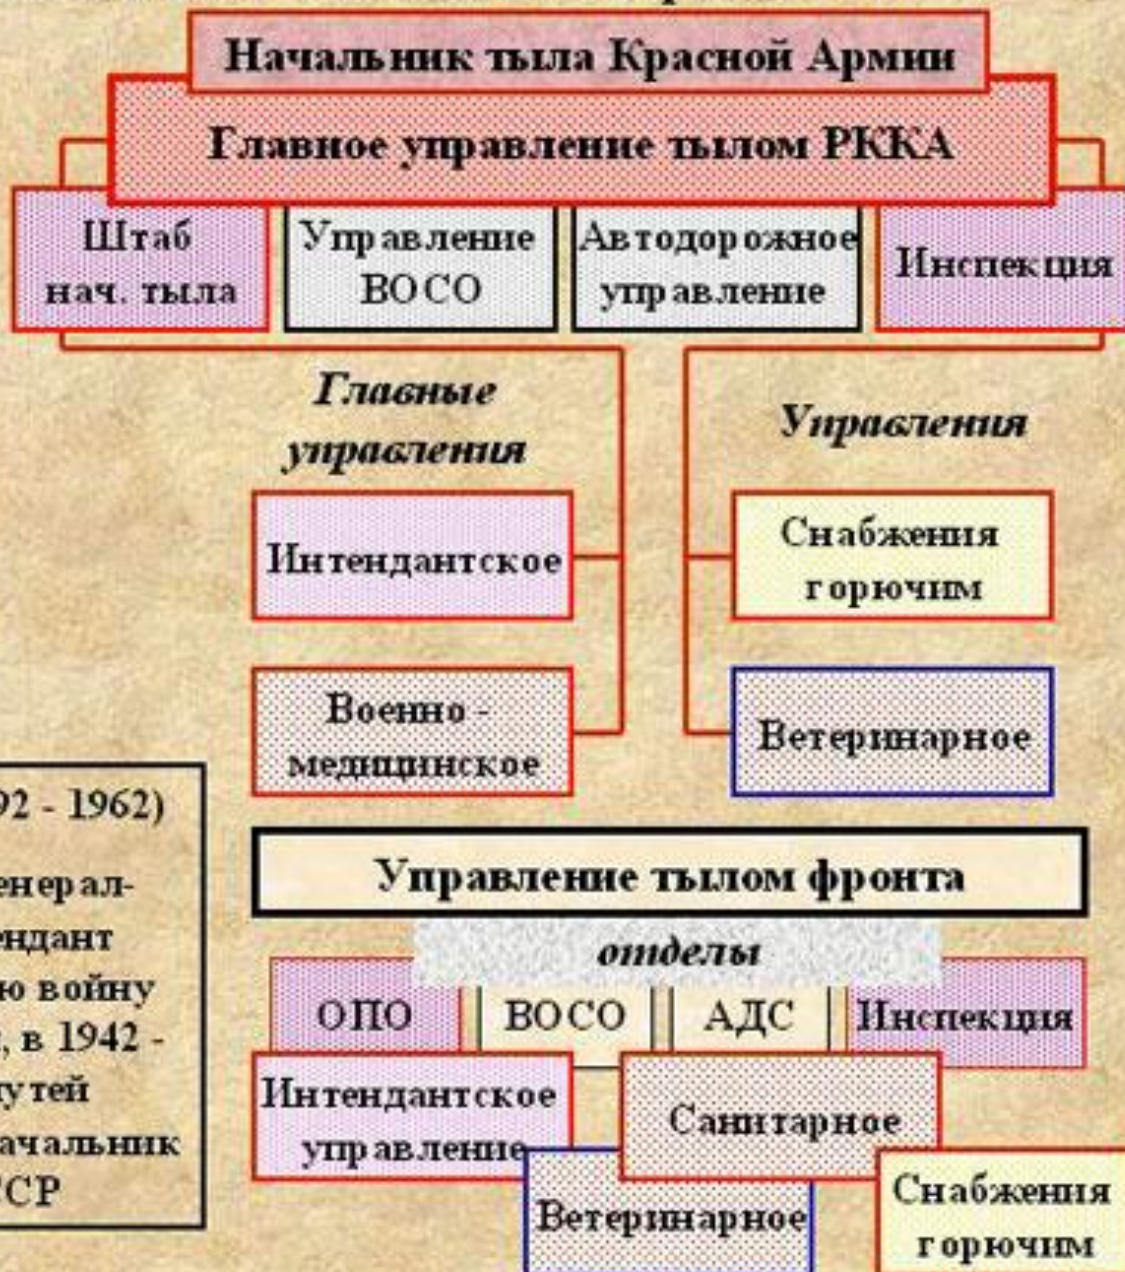 Начальник тыла Красной Армии
Главное управление тылом РККА
Штаб
нач. тыла
Управление
ВОСО
Автодорожное
управление
Инспекция
Главные
управления
Управления
Интендантское
Снабжения
горючим
Военно -
медицинское
Ветеринарное
92 - 1962)
енерал-
ендант
ю войну
, в 1942 -
путей
ачальник
СР
Управление тылом фронта
отделы
ОПО
ВОСО
АДС
Инспекция
Интендантское
управление
Санитарное
Ветеринарное
Снабжения
горючим